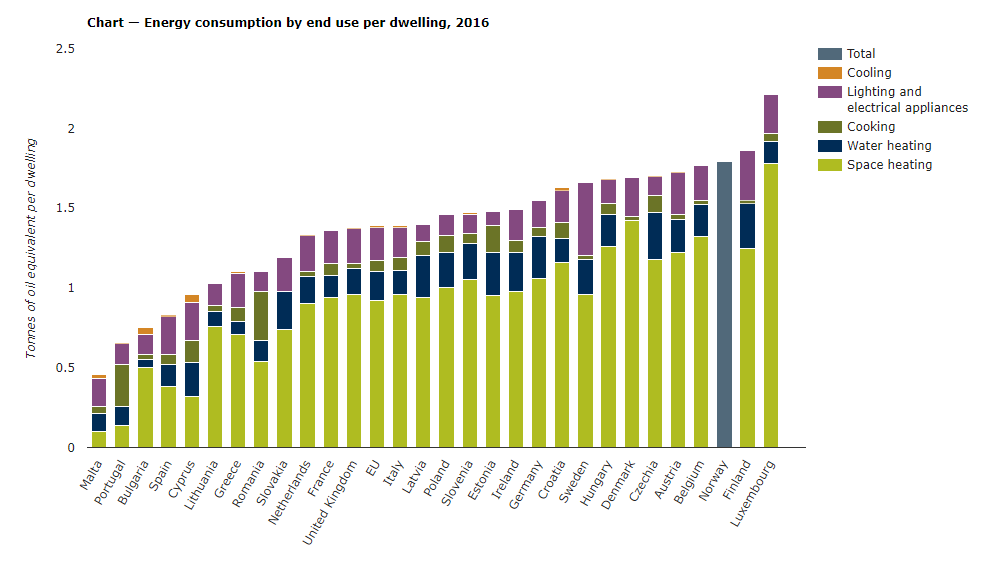 Chart — Energy consumption by end use per dwelling, 2016
Tonnes of oil equivalent per dwelling
2.5
2
1.5
1
0.5
0
Malta
Portugal
Bulgaria
Spain
Cyprus
Lithuania
Greece
Romania
Slovakia
Netherlands
France
United Kingdom
EU
Italy
Latvia
Poland
Slovenia
Estonia
Ireland
Germany
Croatia
Sweden
Hungary
Denmark
Czechia
Austria
Belgium
Norway
Finland
Luxembourg
Total
Cooling
Lighting and
electrical appliances
Cooking
Water heating
Space heating